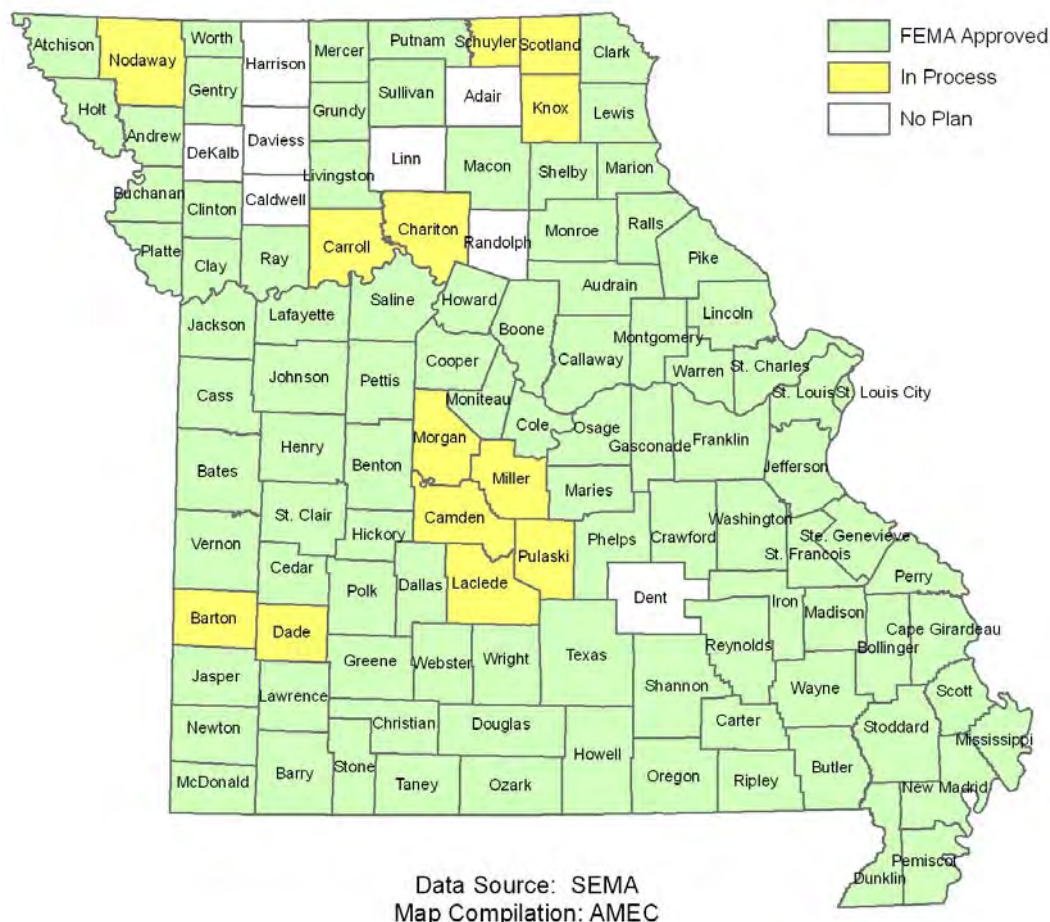 FEMA Approved
In Process
No Plan
Atchison
Nodaway
Worth
Harrison
Mercer
Putnam
Schuyler
Scotland
Clark
Holt
Gentry
Grundy
Sullivan
Adair
Knox
Lewis
Andrew
DeKalb
Daviess
Livingston
Linn
Macon
Shelby
Marion
Buchanan
Clinton
Caldwell
Carroll
Chariton
Randolph
Monroe
Ralls
Pike
Platte
Clay
Ray
Saline
Howard
Audrain
Jackson
Lafayette
Boone
Callaway
Montgomery
Lincoln
Cass
Johnson
Pettis
Cooper
Moniteau
Warren
St. Charles
St. Louis
St. Louis City
Cole
Osage
Gasconade
Franklin
Jefferson
Bates
Henry
Benton
Morgan
Miller
Maries
St. Clair
Camden
Vernon
Hickory
Pulaski
Phelps
Crawford
Washington
Ste. Genevieve
St. Francois
Cedar
Polk
Dallas
Laclede
Dent
Iron
Madison
Perry
Barton
Dade
Greene
Webster
Wright
Texas
Reynolds
Bollinger
Cape Girardeau
Jasper
Lawrence
Shannon
Wayne
Scott
Newton
Christian
Douglas
Carter
Stoddard
Mississippi
McDonald
Barry
Stone
Taney
Ozark
Howell
Oregon
Ripley
Butler
New Madrid
Dunklin
Pemiscot
Data Source: SEMA
Map Compilation: AMEC